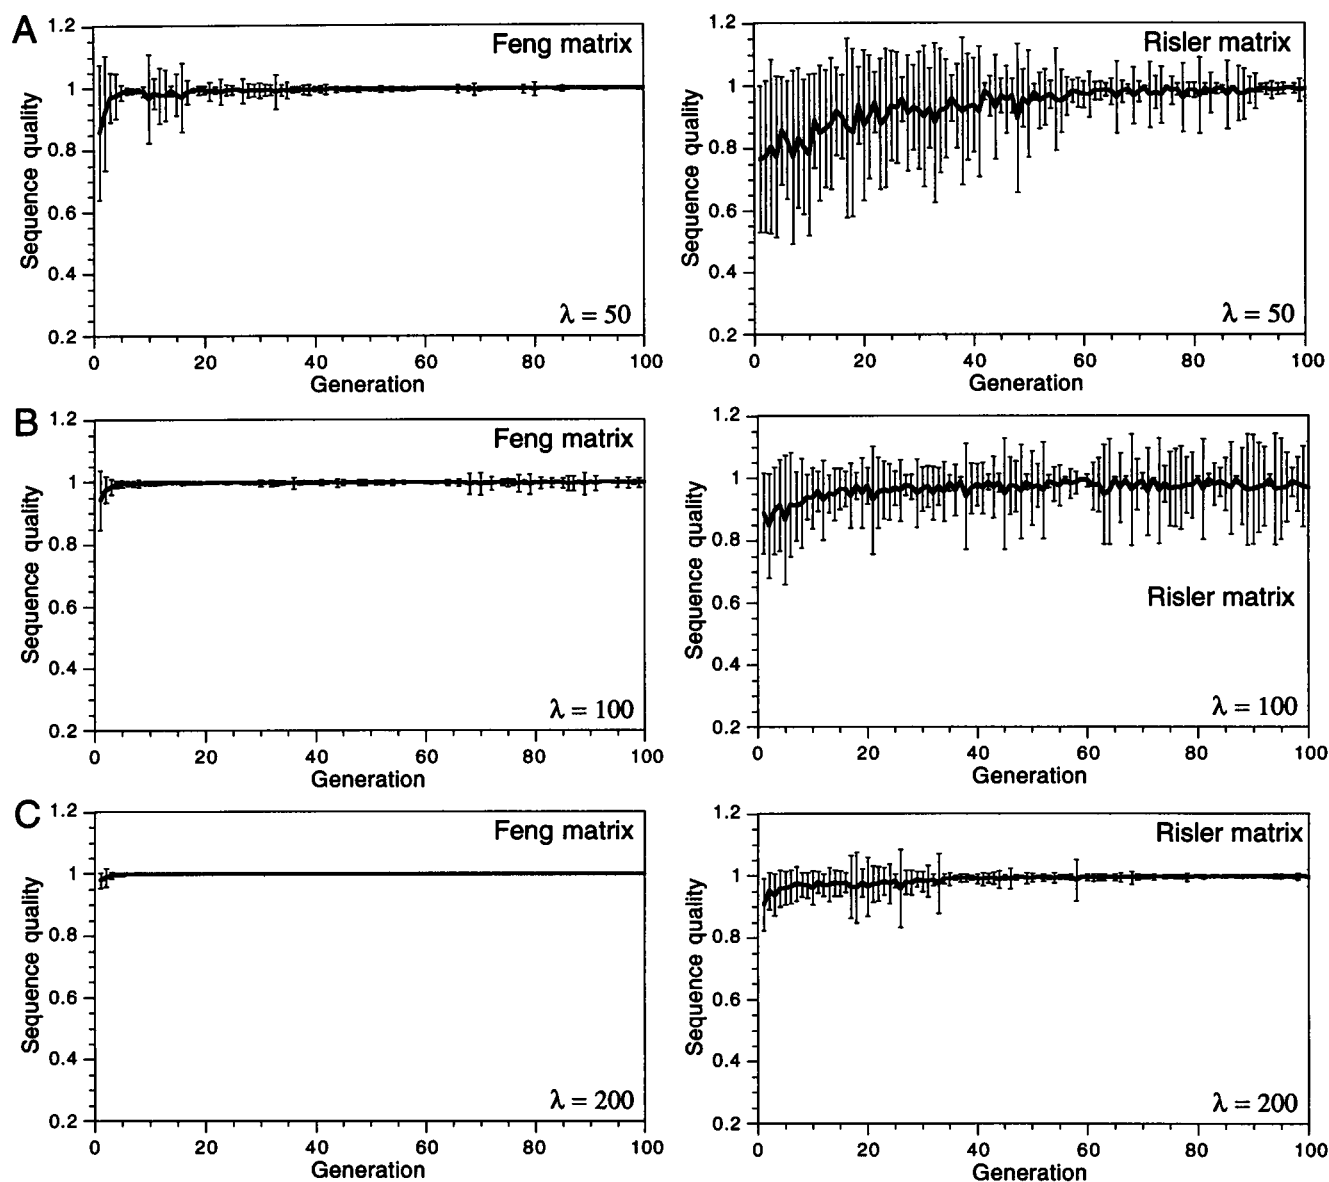 A
1.2
1
0.8
0.6
0.4
0.2
Sequence quality
Feng matrix
λ = 50
0 20 40 60 80 100
Generation
1.2
1
0.8
0.6
0.4
0.2
Sequence quality
Risler matrix
λ = 50
0 20 40 60 80 100
Generation
B
1.2
1
0.8
0.6
0.4
0.2
Sequence quality
Feng matrix
λ = 100
0 20 40 60 80 100
Generation
1.2
1
0.8
0.6
0.4
0.2
Sequence quality
Risler matrix
λ = 100
0 20 40 60 80 100
Generation
C
1.2
1
0.8
0.6
0.4
0.2
Sequence quality
Feng matrix
λ = 200
0 20 40 60 80 100
Generation
1.2
1
0.8
0.6
0.4
0.2
Sequence quality
Risler matrix
λ = 200
0 20 40 60 80 100
Generation